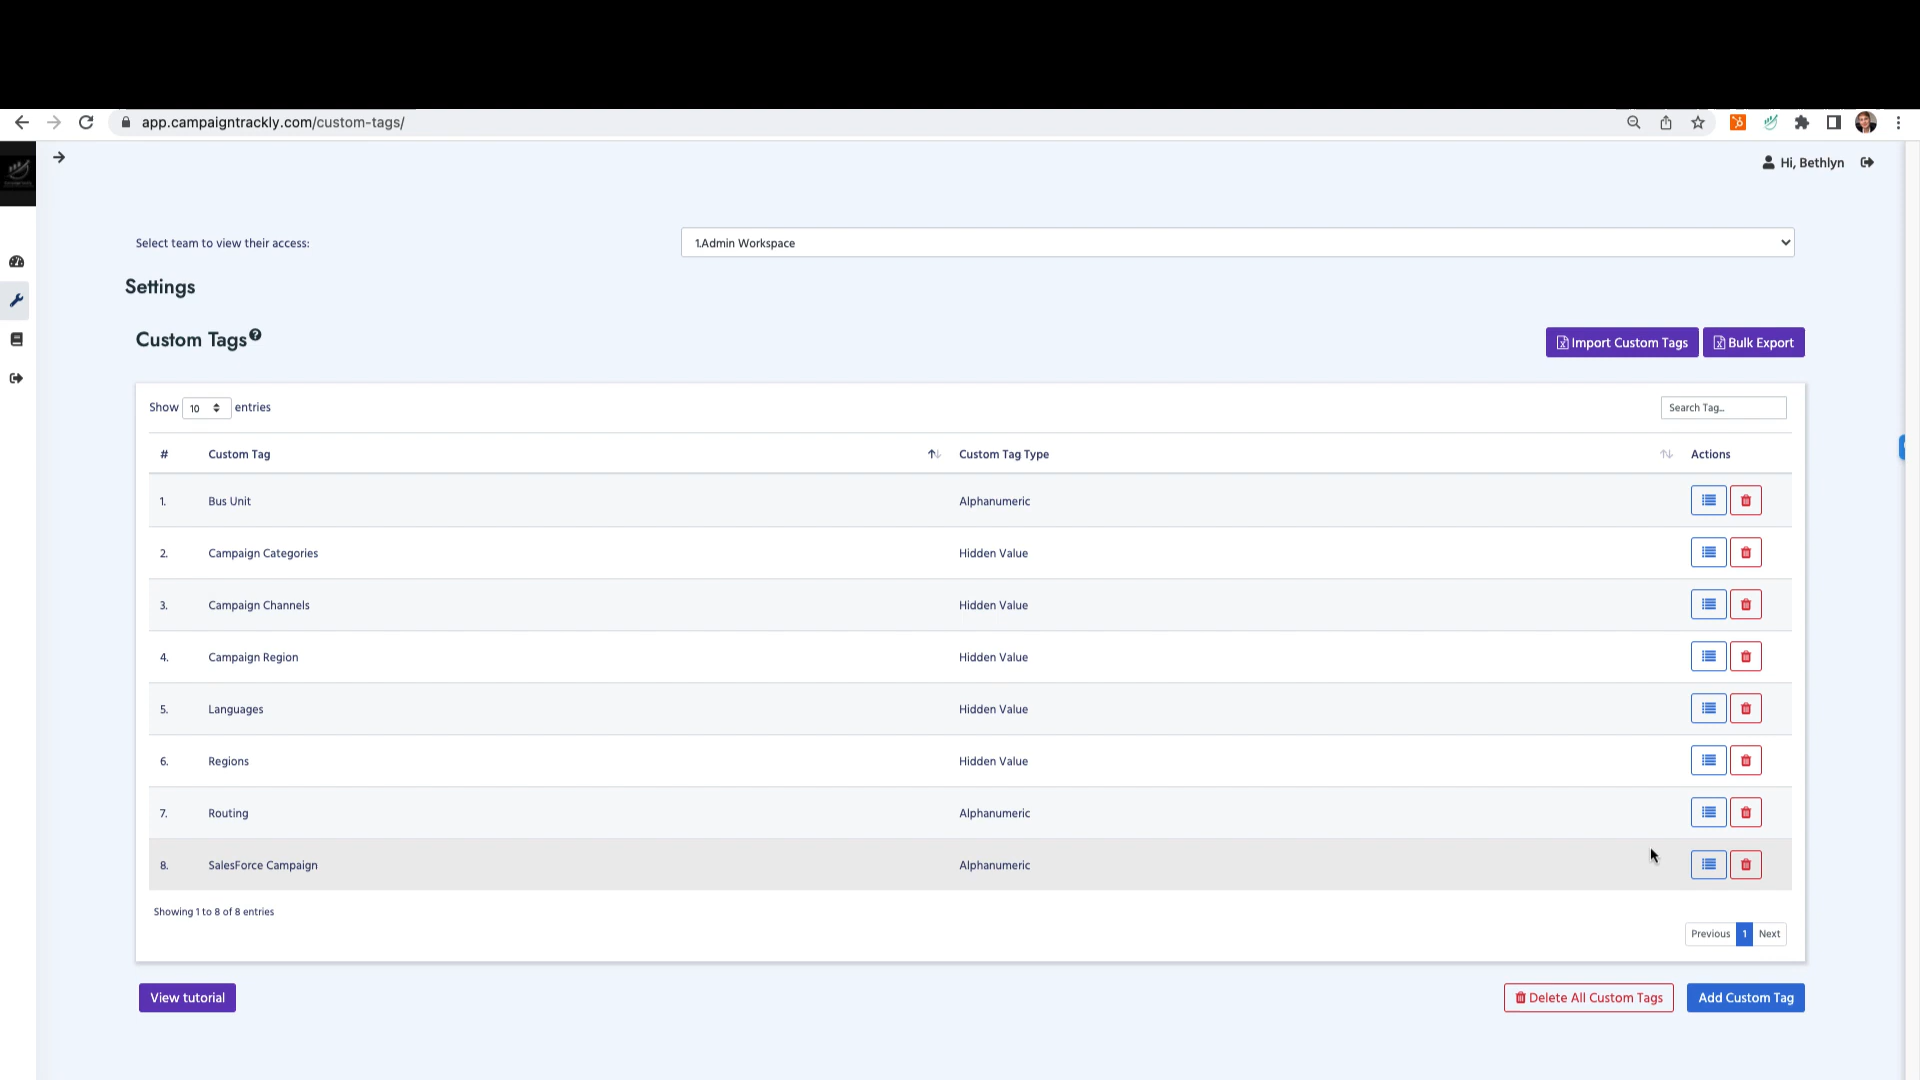 app.campaigntrackly.com/custom-tags/
Hi, Bethlyn
Select team to view their access:
1.Admin Workspace
Settings
Custom Tags
Import Custom Tags
Bulk Export
Show 10 entries
Search Tag..
# Custom Tag Custom Tag Type Actions
1. Bus Unit Alphanumeric
2. Campaign Categories Hidden Value
3. Campaign Channels Hidden Value
4. Campaign Region Hidden Value
5. Languages Hidden Value
6. Regions Hidden Value
7. Routing Alphanumeric
8. SalesForce Campaign Alphanumeric
Showing 1 to 8 of 8 entries
Previous 1 Next
View tutorial
Delete All Custom Tags
Add Custom Tag